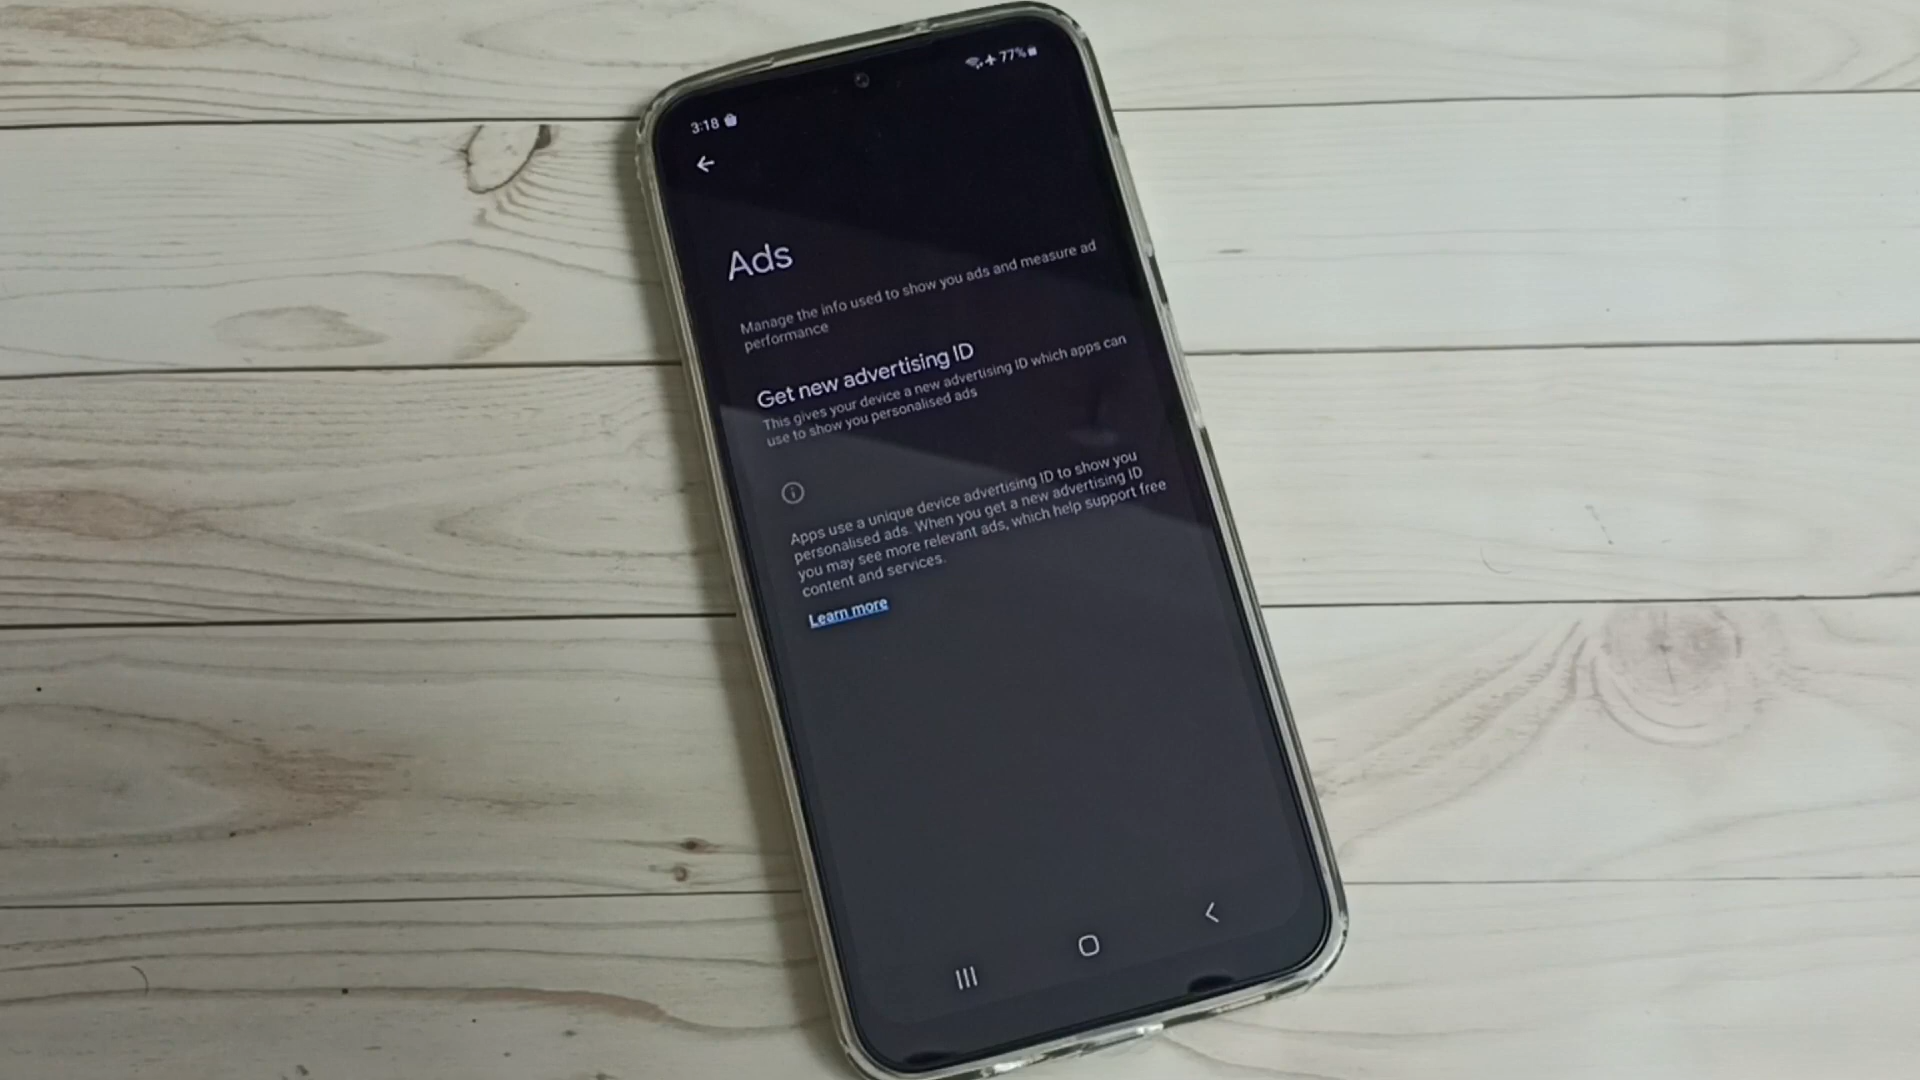 3:18
77%
Ads
Manage the info used to show you ads and measure ad
performance
Get new advertising ID
This gives your device a new advertising ID which apps can
use to show you personalised ads
Apps use a unique device advertising ID to show you
personalised ads. When you get a new advertising ID
you may see more relevant ads, which help support free
content and services.
Learn more